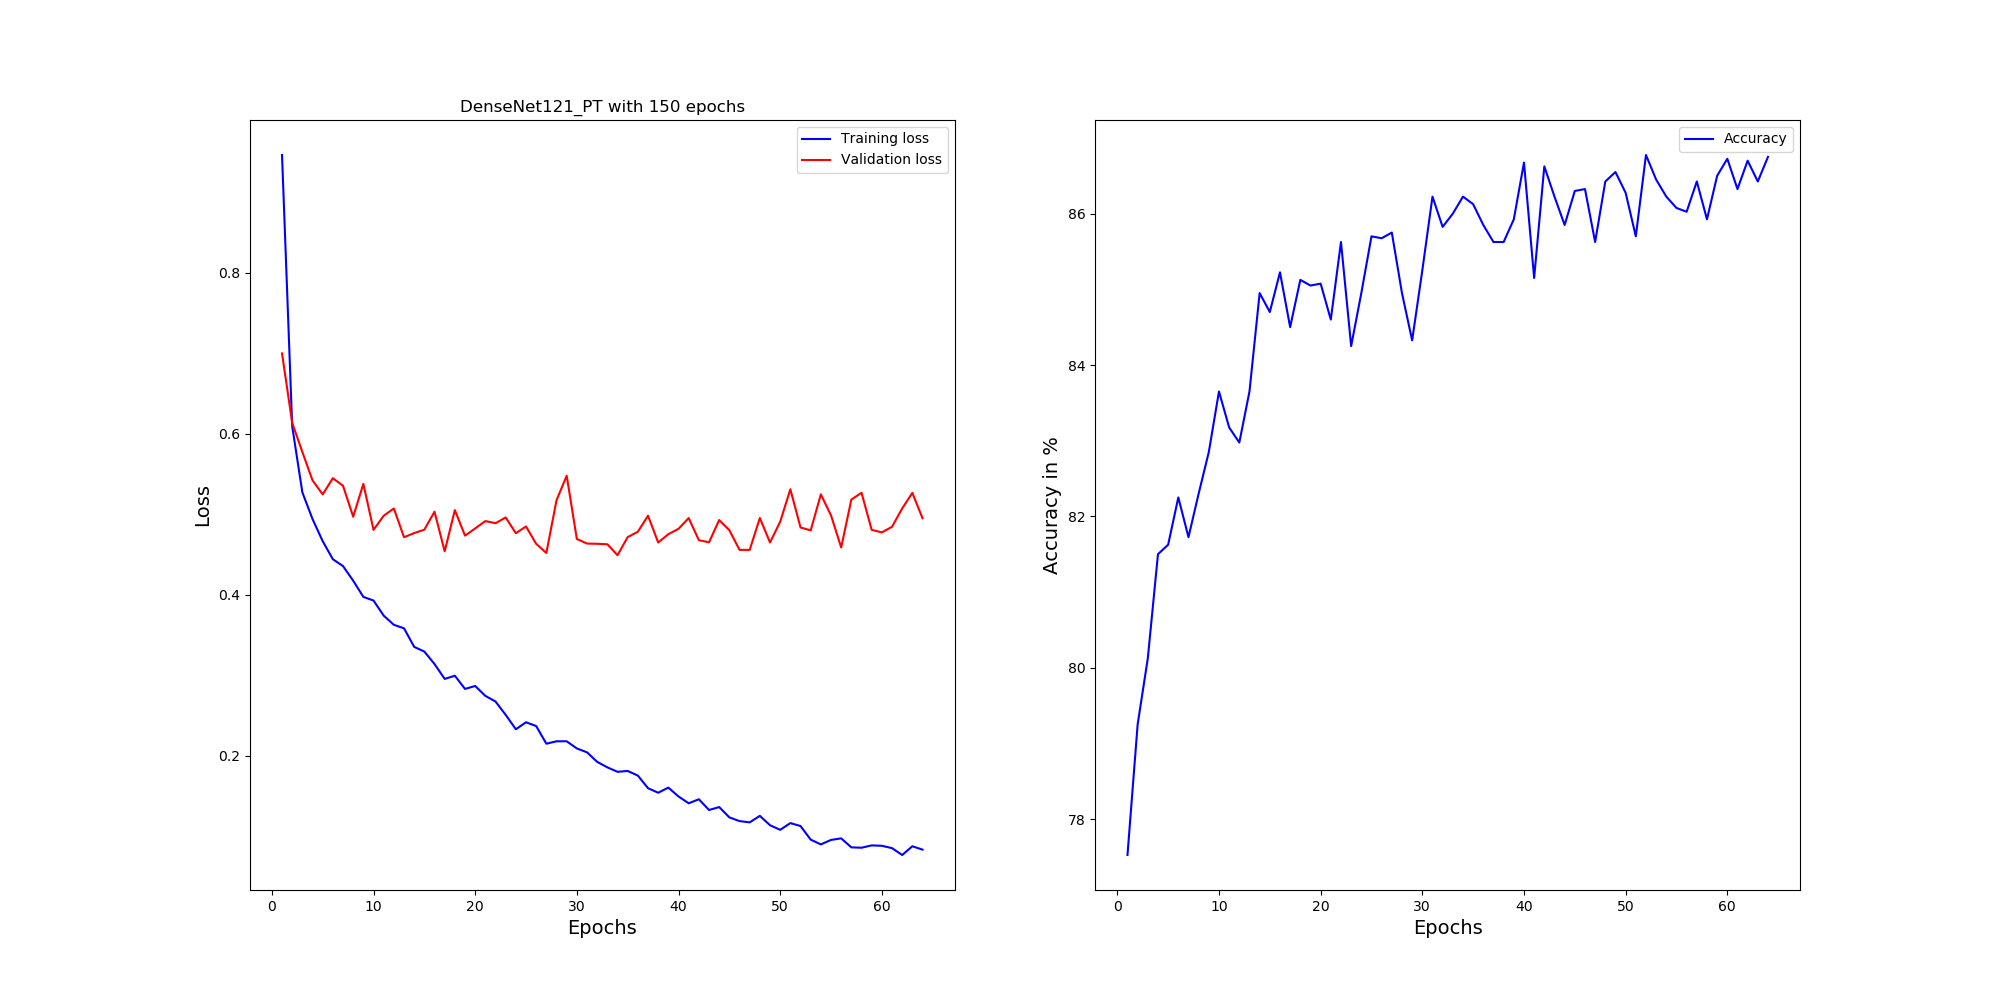 DenseNet121_PT with 150 epochs
Training loss
Validation loss
Loss
0.8
0.6
0.4
0.2
0 10 20 30 40 50 60
Epochs
Accuracy
Accuracy in %
86
84
82
80
78
0 10 20 30 40 50 60
Epochs